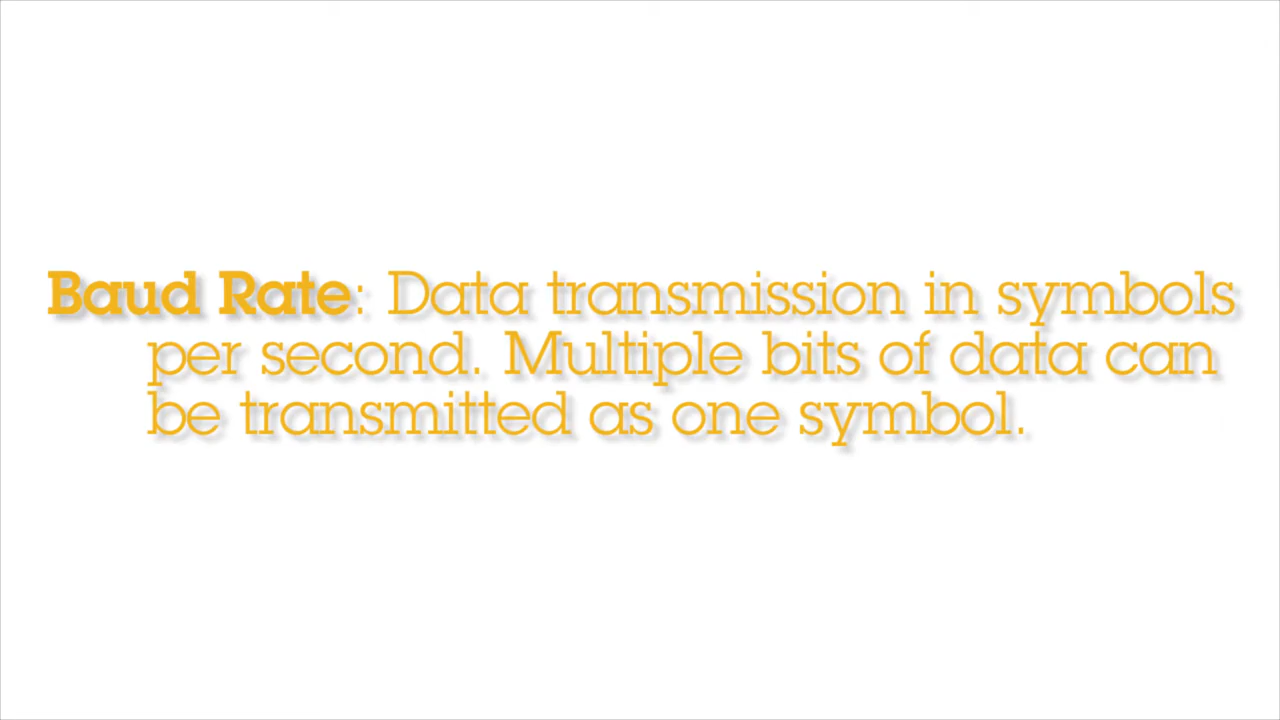 Baud Rate: Data transmission in symbols
per second. Multiple bits of data can
be transmitted as one symbol.